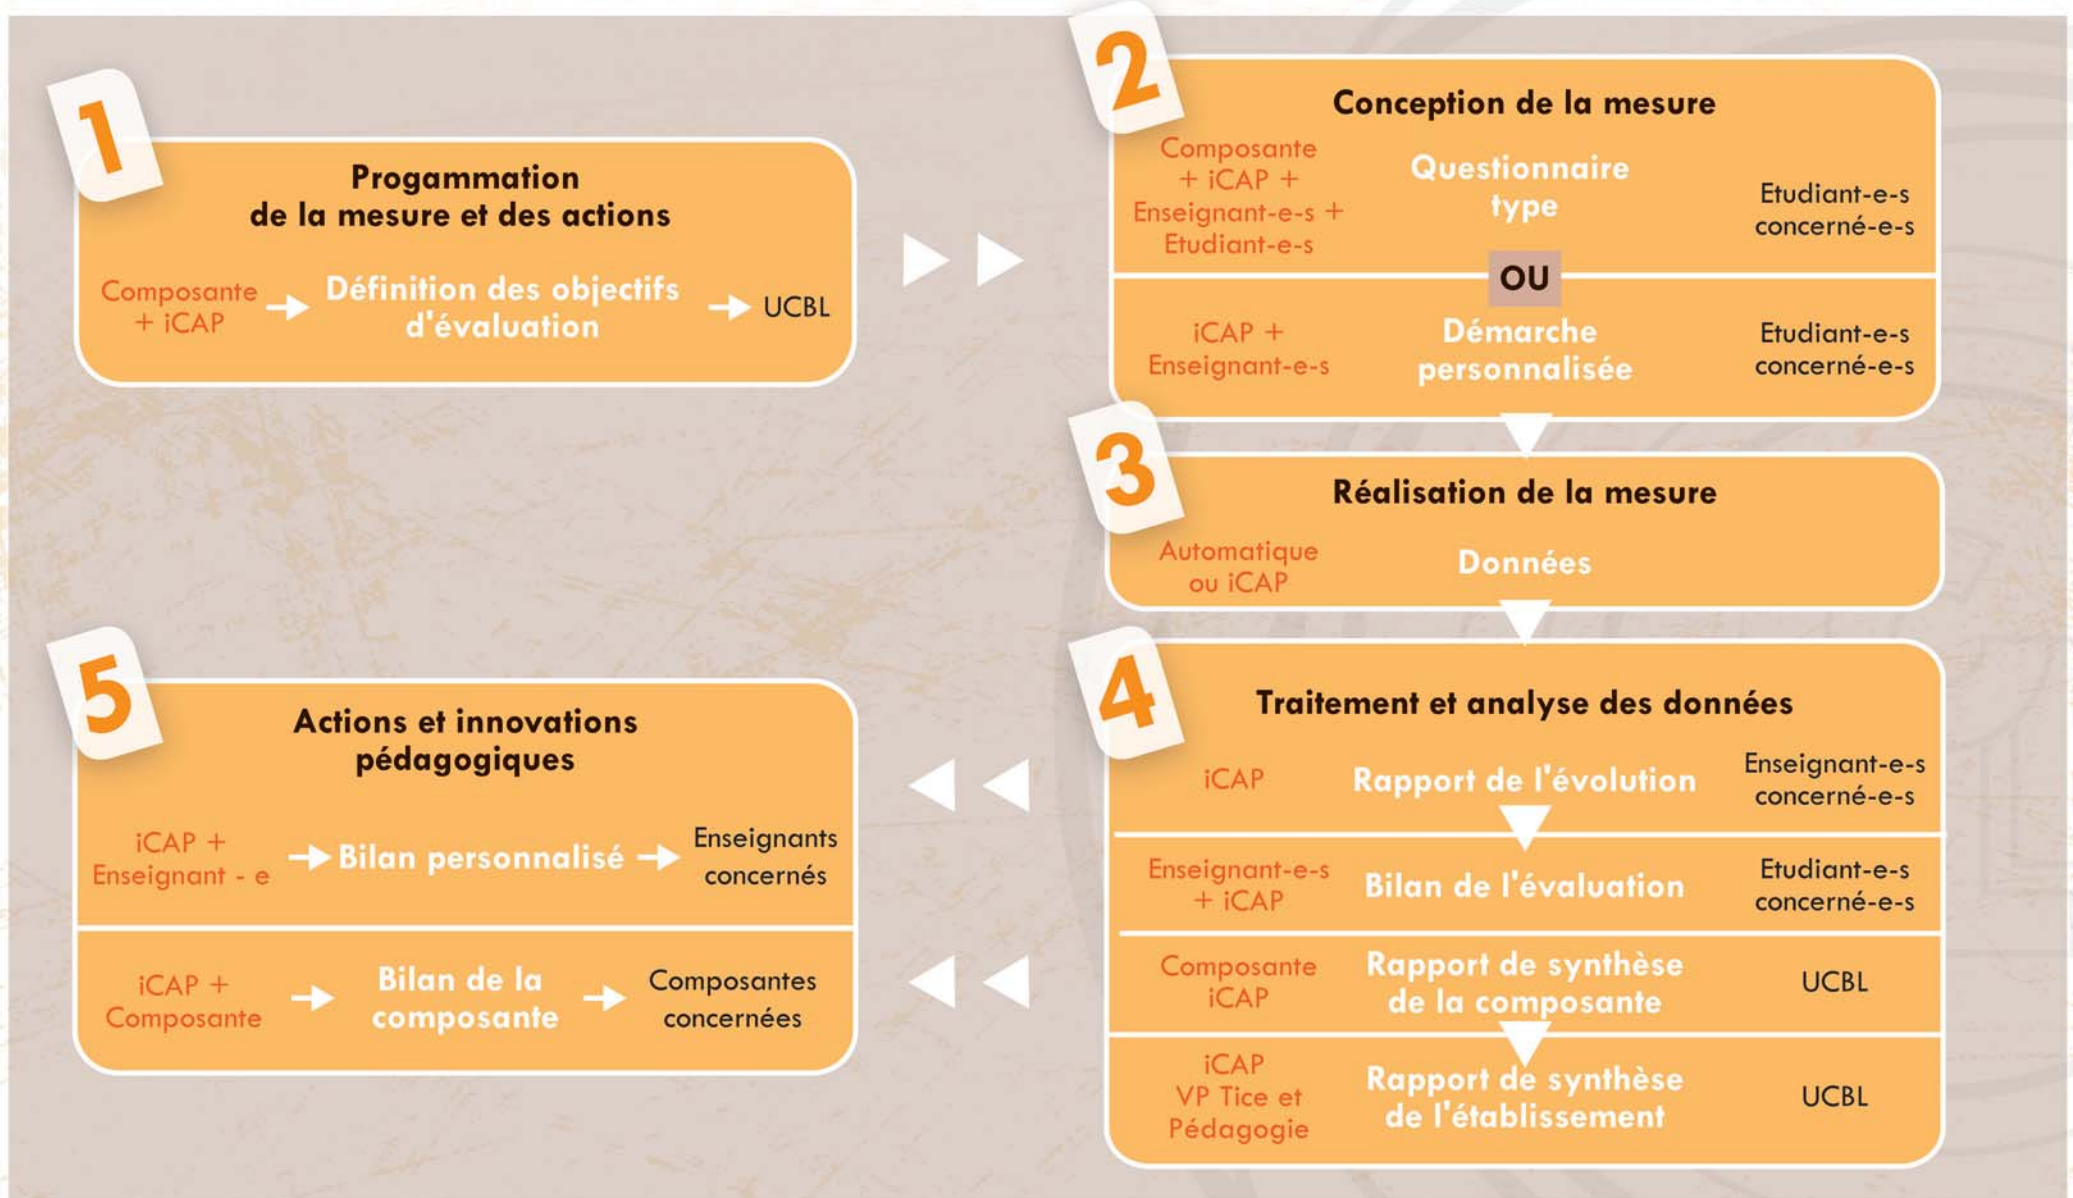 1
Progammation
de la mesure et des actions
Composante
+ iCAP
Définition des objectifs
d'évaluation
UCBL
2
Conception de la mesure
Composante
+ iCAP +
Enseignant-e-s +
Etudiant-e-s
Questionnaire
type
Etudiant-e-s
concerné-e-s
OU
iCAP +
Enseignant-e-s
Démarche
personnalisée
Etudiant-e-s
concerné-e-s
3
Réalisation de la mesure
Automatique
ou iCAP
Données
4
Traitement et analyse des données
iCAP
Rapport de l'évolution
Enseignant-e-s
concerné-e-s
Enseignant-e-s
+ iCAP
Bilan de l'évaluation
Etudiant-e-s
concerné-e-s
Composante
iCAP
Rapport de synthèse
de la composante
UCBL
iCAP
VP Tice et
Pédagogie
Rapport de synthèse
de l'établissement
UCBL
5
Actions et innovations
pédagogiques
iCAP +
Enseignant - e
Bilan personnalisé
Enseignants
concernés
iCAP +
Composante
Bilan de la
composante
Composantes
concernées